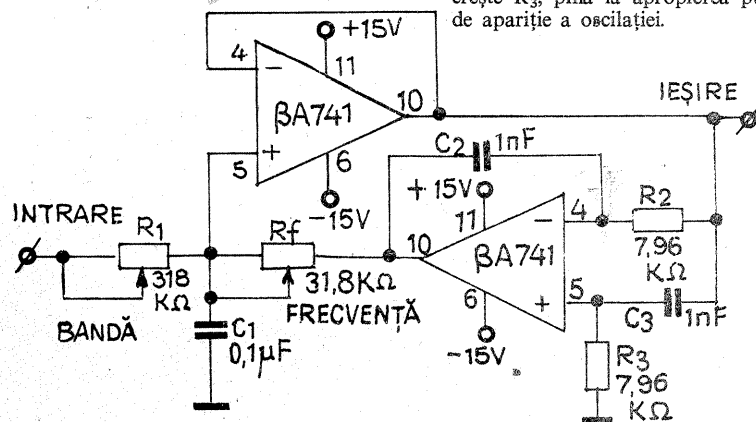 crește R₃, pînă la apropierea p
de apariție a oscilației.
+15V
4
11
βA741
10
5
6
-15V
IEȘIRE
C2
1nF
+15V
11
4
R2
7,96
KΩ
10
βA741
5
6
C3
1nF
-15V
R3
7,96
KΩ
INTRARE
R1
318
KΩ
BANDĂ
Rf
31,8KΩ
FRECVENȚĂ
C1
0,1μF